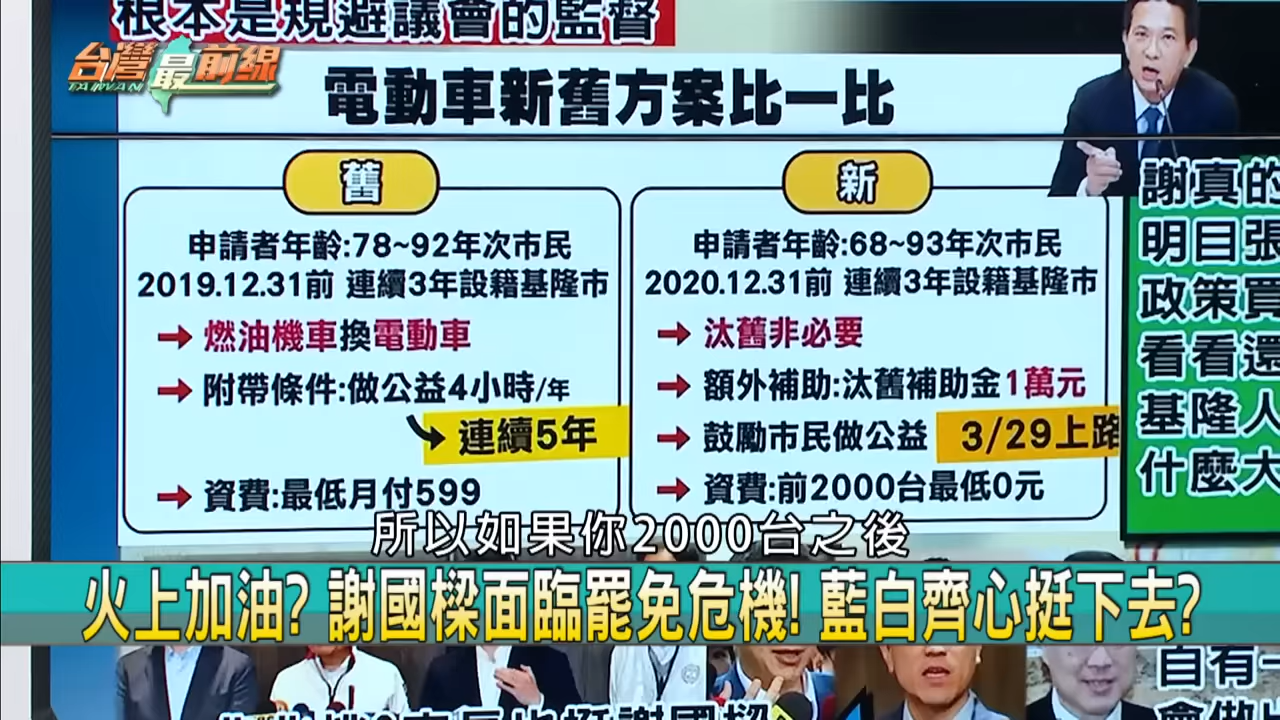 根本是規避議會的監督
台灣最前線
TAIWAN
電動車新舊方案比一比
舊
申請者年齡:78~92年次市民
2019.12.31前 連續3年設籍基隆市
→ 燃油機車換電動車
→ 附帶條件:做公益4小時/年
連續5年
→ 資費:最低月付599
新
申請者年齡:68~93年次市民
2020.12.31前 連續3年設籍基隆市
→ 汰舊非必要
→ 額外補助:汰舊補助金1萬元
→ 鼓勵市民做公益 3/29上路
→ 資費:前2000台最低0元
謝真的
明目張
政策買
看看還
基隆人
什麼大
所以如果你2000台之後
火上加油? 謝國樑面臨罷免危機! 藍白齊心挺下去?
自有一